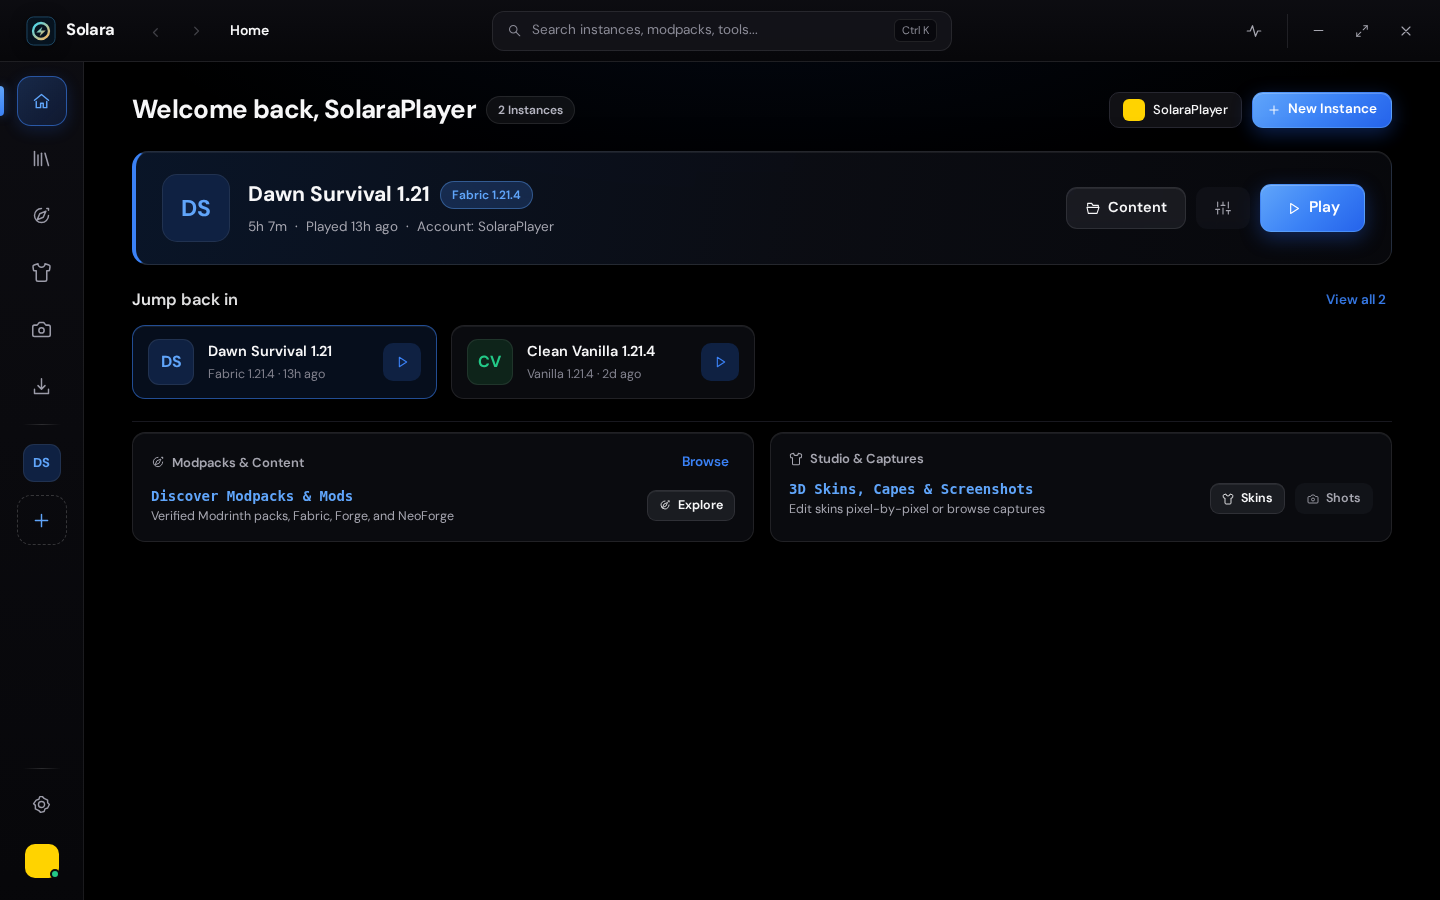 Solara
Home
Search instances, modpacks, tools...
Ctrl K
Welcome back, SolaraPlayer
2 Instances
SolaraPlayer
New Instance
DS
Dawn Survival 1.21
Fabric 1.21.4
5h 7m · Played 13h ago · Account: SolaraPlayer
Content
Play
Jump back in
View all 2
DS
Dawn Survival 1.21
Fabric 1.21.4 · 13h ago
CV
Clean Vanilla 1.21.4
Vanilla 1.21.4 · 2d ago
DS
Modpacks & Content
Browse
Discover Modpacks & Mods
Verified Modrinth packs, Fabric, Forge, and NeoForge
Explore
Studio & Captures
3D Skins, Capes & Screenshots
Edit skins pixel-by-pixel or browse captures
Skins
Shots